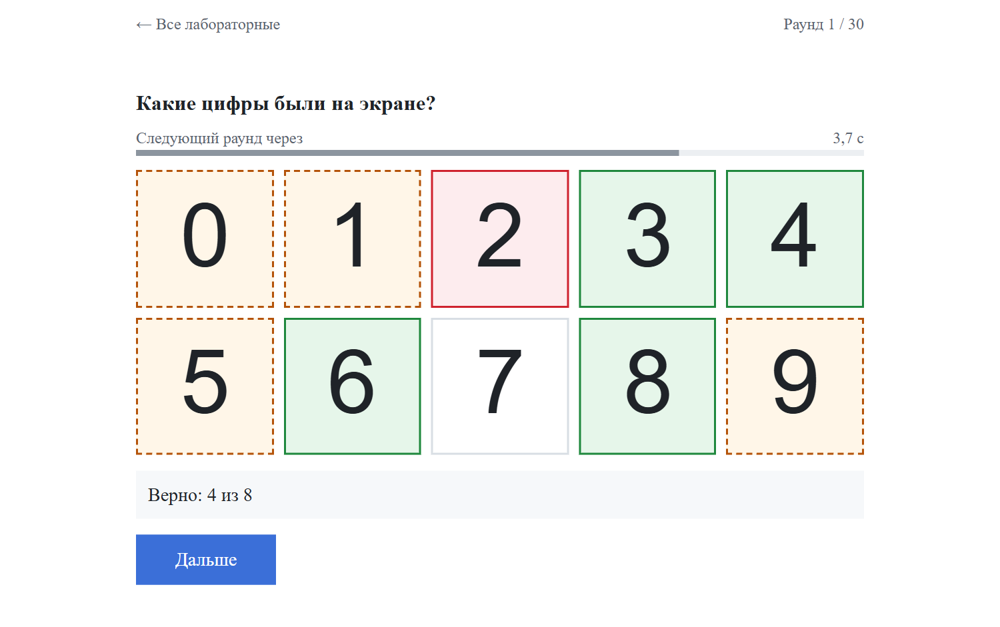 ← Все лабораторные
Раунд 1 / 30
Какие цифры были на экране?
Следующий раунд через
3,7 с
0 1 2 3 4
5 6 7 8 9
Верно: 4 из 8
Дальше